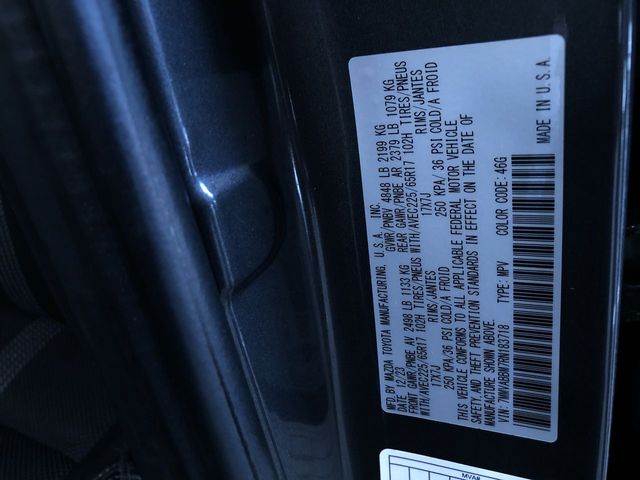 MFD. BY MAZDA TOYOTA MANUFACTURING, U.S.A. INC.
12/23 GVWR/PNBV 4848 LB 2199 KG
FRONT GAWR/PNBE AV 2498 LB 1133 KG REAR GAWR/PNBE AR 2379 LB 1079 KG
WITH/AVEC225/65R17 102H TIRES/PNEUS WITH/AVEC225/65R17 102H TIRES/PNEUS
17X7J RIMS/JANTES 17X7J RIMS/JANTES
250 KPA/36 PSI COLD/A FROID 250 KPA/ 36 PSI COLD/A FROID
THIS VEHICLE CONFORMS TO ALL APPLICABLE FEDERAL MOTOR VEHICLE
SAFETY, AND THEFT PREVENTION STANDARDS IN EFFECT ON THE DATE OF
MANUFACTURE SHOWN ABOVE.
VIN: TYPE: MPV
COLOR CODE: 46G
MADE IN U.S.A.
MVA#